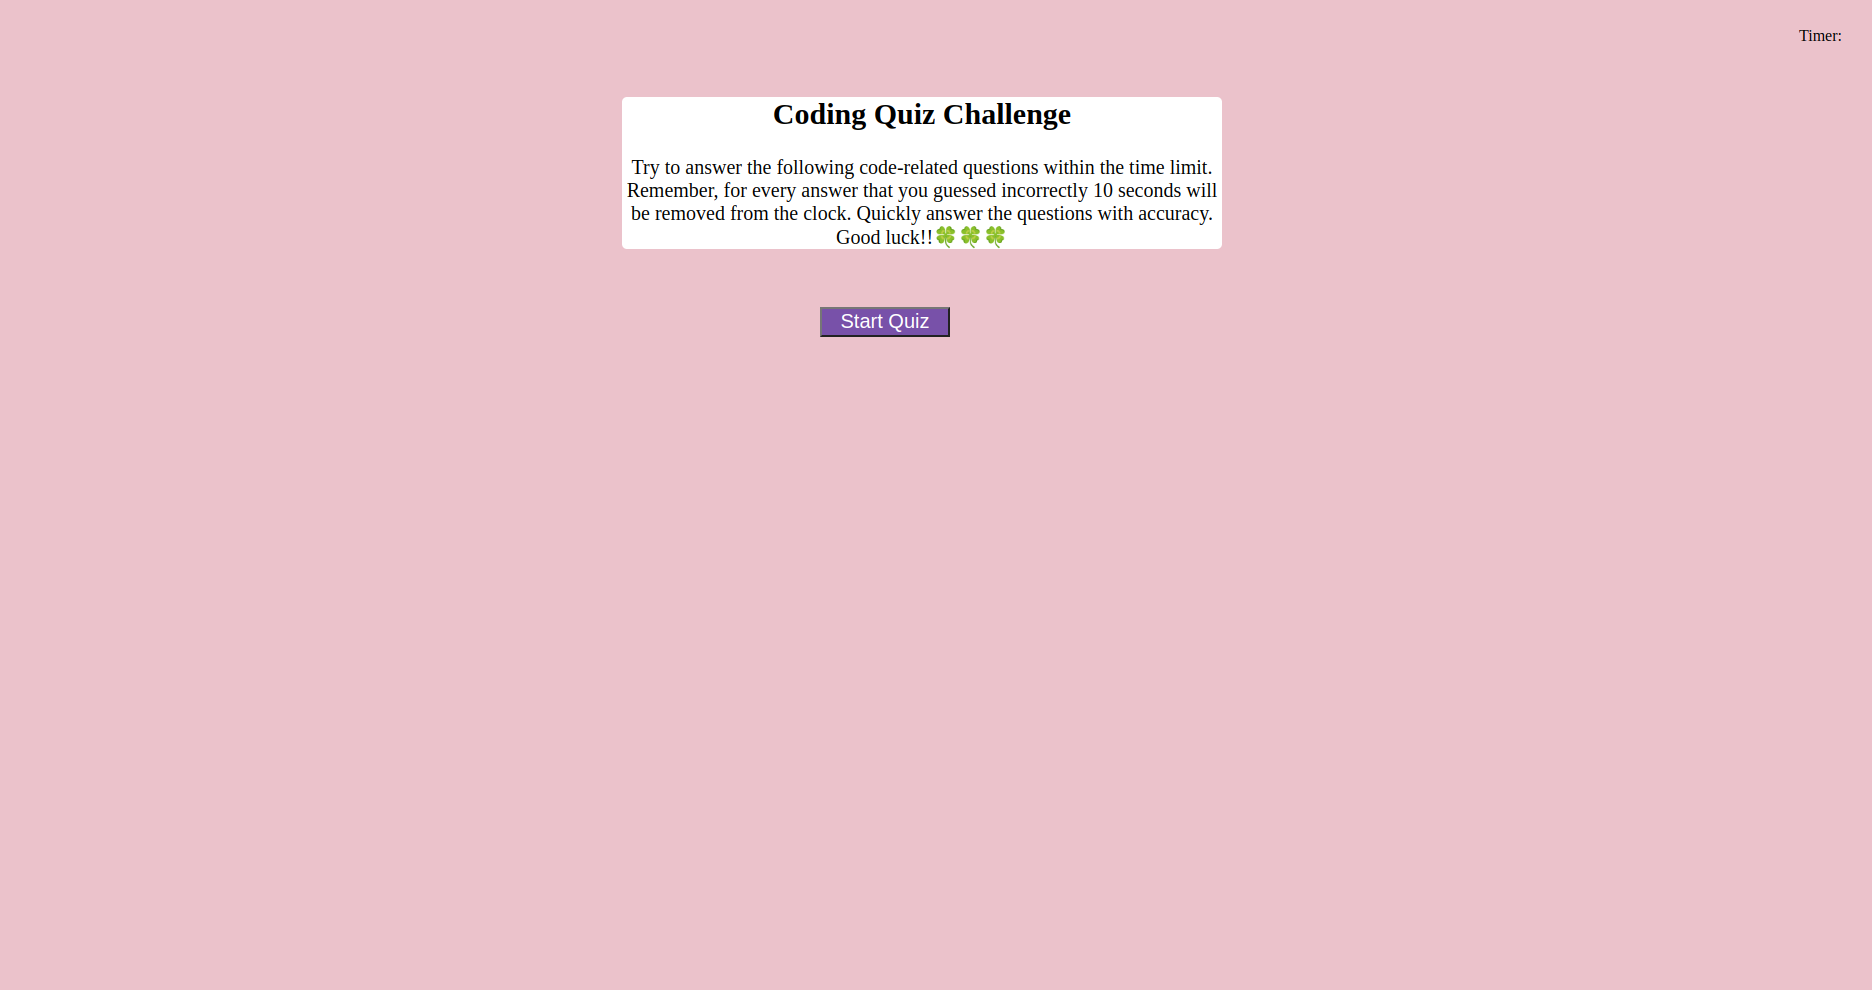 Timer:
Coding Quiz Challenge
Try to answer the following code-related questions within the time limit.
Remember, for every answer that you guessed incorrectly 10 seconds will
be removed from the clock. Quickly answer the questions with accuracy.
Good luck!!🍀🍀🍀
Start Quiz